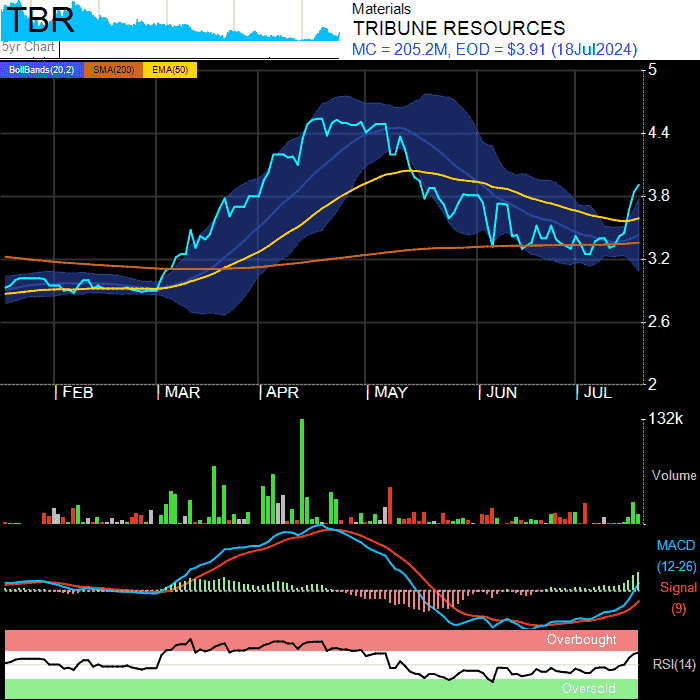 TBR
5yr Chart
Materials
TRIBUNE RESOURCES
MC = 205.2M, EOD = $3.91 (18Jul2024)
BollBands(20,2) SMA(200) EMA(50)
5
4.4
3.8
3.2
2.6
2
FEB MAR APR MAY JUN JUL
132k
Volume
MACD
(12-26)
Signal
(9)
Overbought
RSI(14)
Oversold